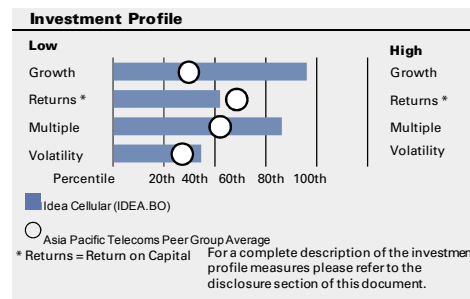 Investment Profile
Low
High
Growth
Growth
Returns *
Returns *
Multiple
Multiple
Volatility
Volatility
Percentile 20th 40th 60th 80th 100th
Idea Cellular (IDEA.BO)
Asia Pacific Telecoms Peer Group Average
* Returns = Return on Capital For a complete description of the investmen
profile measures please refer to the
disclosure section of this document.